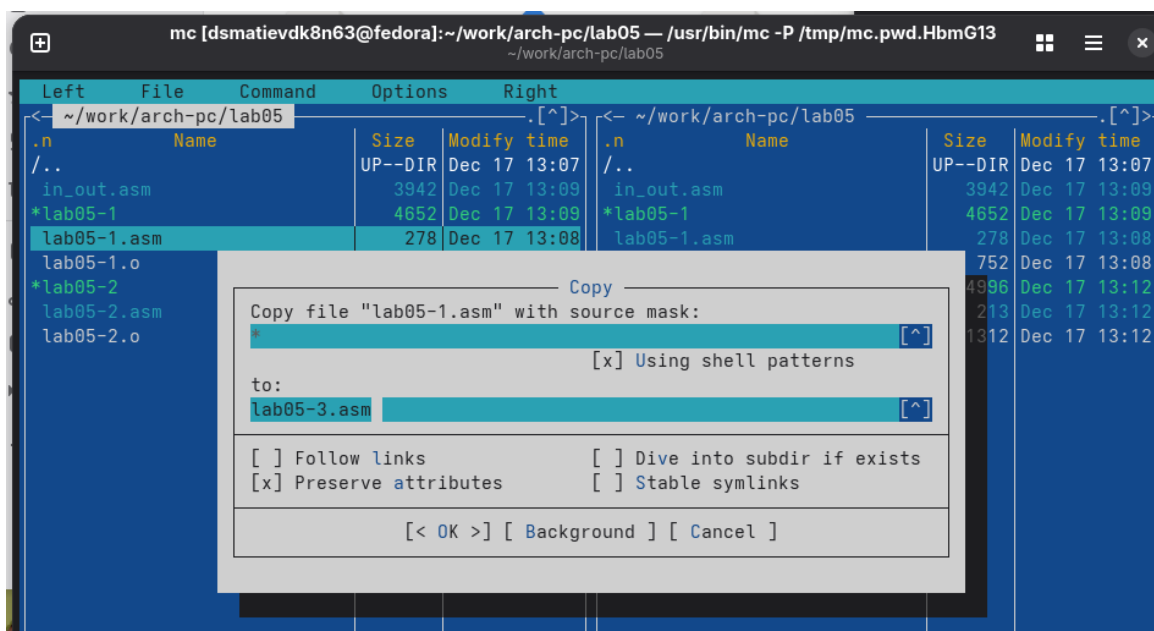 mc [dsmatievdk8n63@fedora]:~/work/arch-pc/lab05 — /usr/bin/mc -P /tmp/mc.pwd.HbmG13
~/work/arch-pc/lab05
Left File Command Options Right
<— ~/work/arch-pc/lab05 .[^]> <— ~/work/arch-pc/lab05 .[^]>
.n Name Size Modify time .n Name Size Modify time
/.. UP--DIR Dec 17 13:07 /.. UP--DIR Dec 17 13:07
in_out.asm 3942 Dec 17 13:09 in_out.asm 3942 Dec 17 13:09
*lab05-1 4652 Dec 17 13:09 *lab05-1 4652 Dec 17 13:09
lab05-1.asm 278 Dec 17 13:08 lab05-1.asm 278 Dec 17 13:08
lab05-1.o 752 Dec 17 13:08
*lab05-2 4996 Dec 17 13:12
lab05-2.asm 213 Dec 17 13:12
lab05-2.o 1312 Dec 17 13:12
Copy
Copy file "lab05-1.asm" with source mask:
* [^]
[x] Using shell patterns
to:
lab05-3.asm [^]
[ ] Follow links [ ] Dive into subdir if exists
[x] Preserve attributes [ ] Stable symlinks
[< OK >] [ Background ] [ Cancel ]